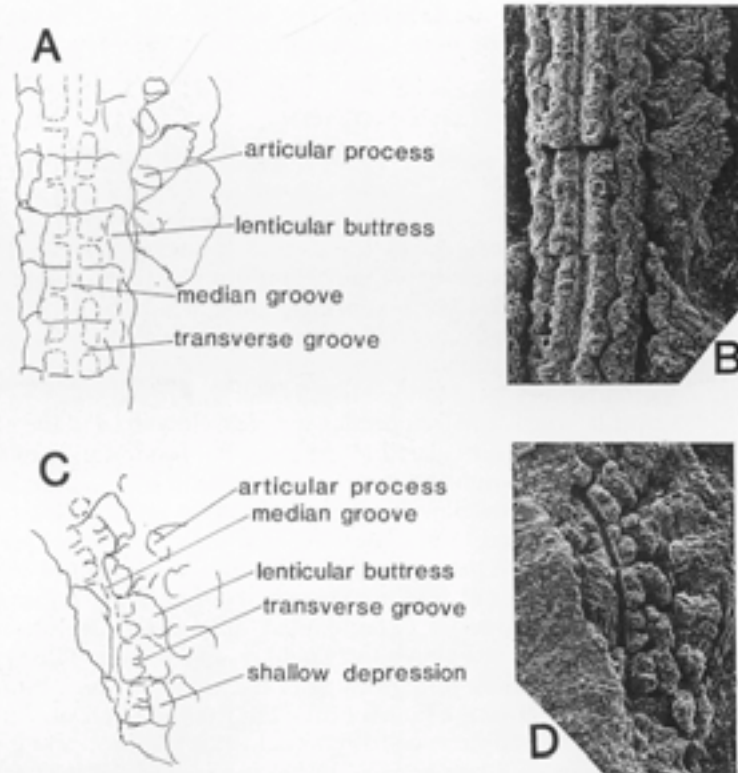 A
articular process
lenticular buttress
median groove
transverse groove
B
C
articular process
median groove
lenticular buttress
transverse groove
shallow depression
D